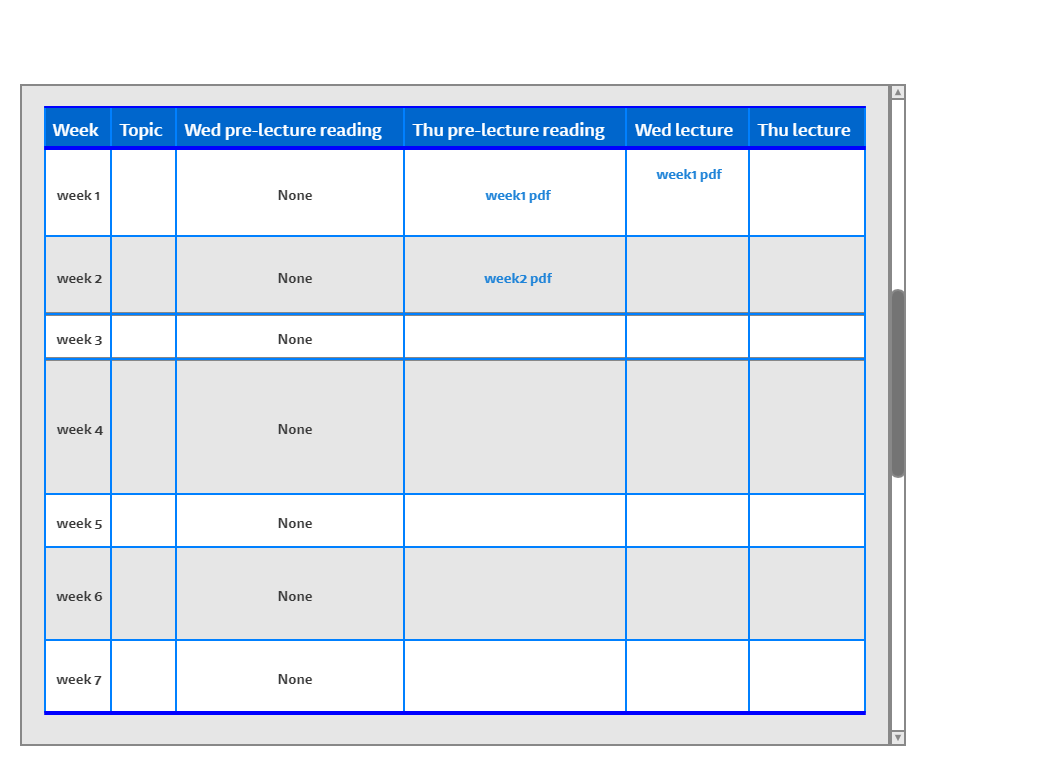 Week Topic Wed pre-lecture reading Thu pre-lecture reading Wed lecture Thu lecture
week 1 None week1 pdf week1 pdf
week 2 None week2 pdf
week 3 None
week 4 None
week 5 None
week 6 None
week 7 None